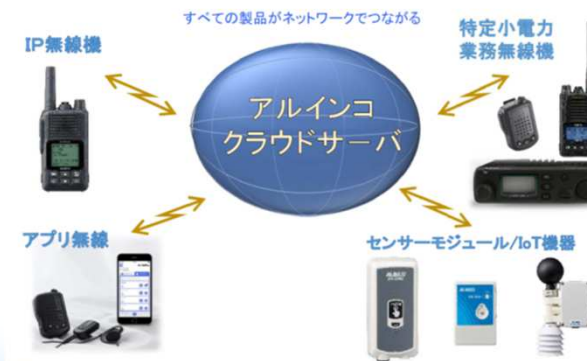 すべての製品がネットワークでつながる
IP無線機
特定小電力
業務無線機
アルインコ
クラウドサーバ
アプリ無線
センサーモジュール/IoT機器